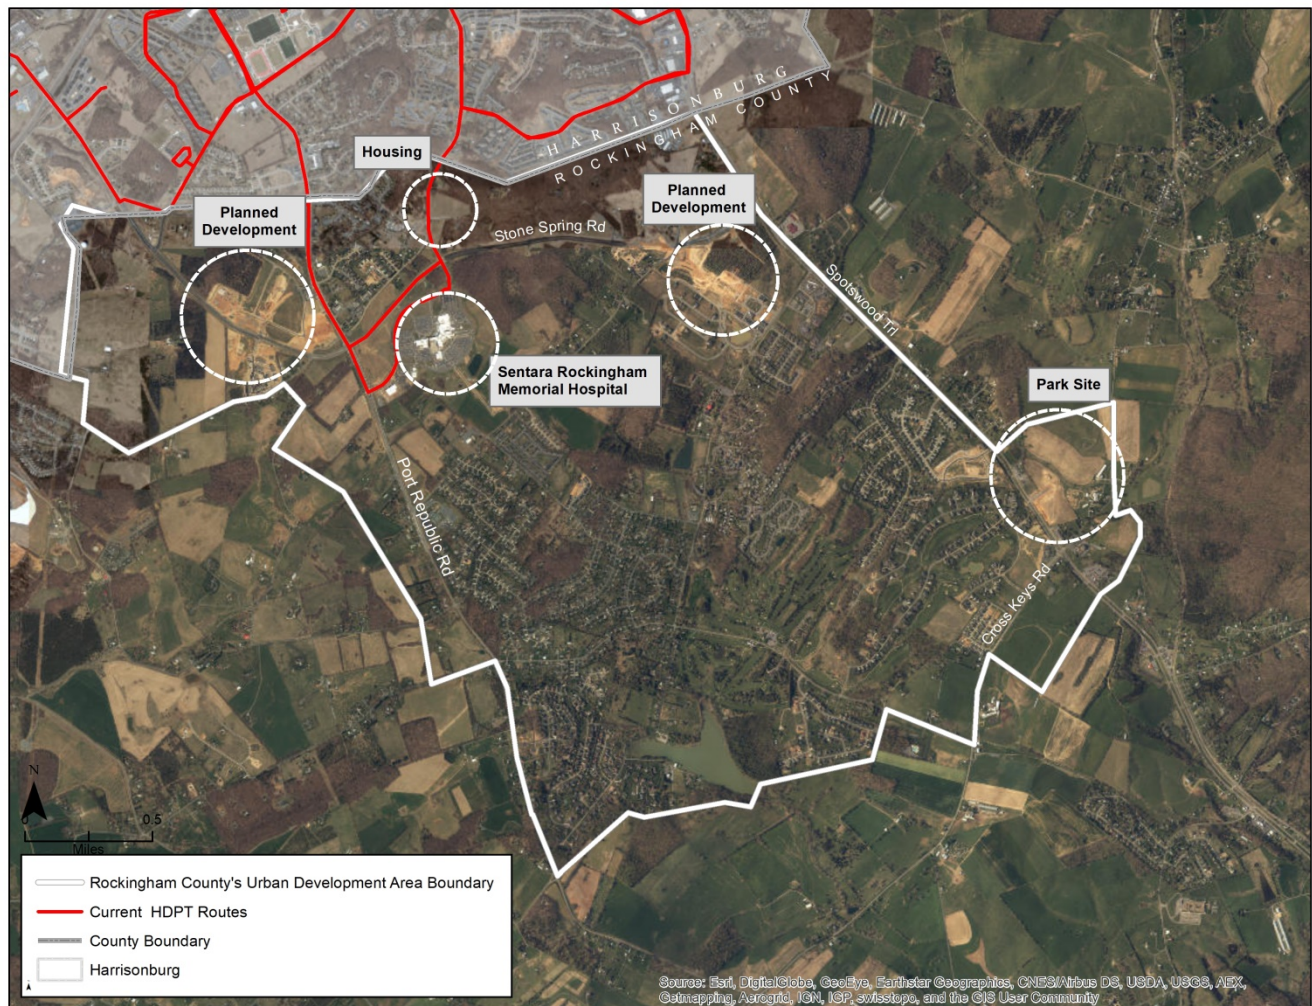 HARRISONBURG
ROCKINGHAM COUNTY
Housing
Planned
Development
Planned
Development
Stone Spring Rd
Spotswood Trl
Sentara Rockingham
Memorial Hospital
Park Site
Port Republic Rd
Cross Keys Rd
N
0 0.5
Miles
Rockingham County's Urban Development Area Boundary
Current HDPT Routes
County Boundary
Harrisonburg
Source: Esri, DigitalGlobe, GeoEye, Earthstar Geographics, CNES/Airbus DS, USDA, USGS, AEX,
Getmapping, Aerogrid, IGN, IGP, swisstopo, and the GIS User Community